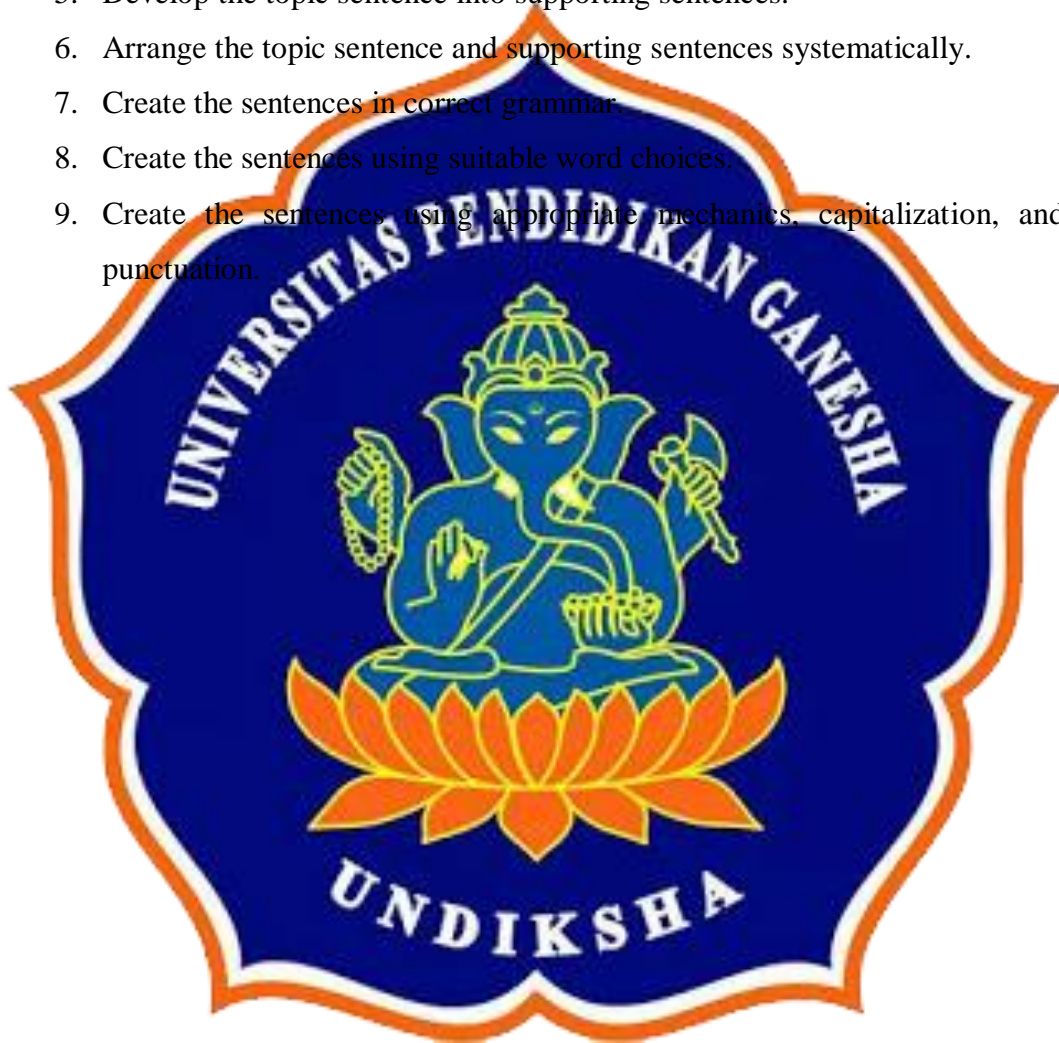 5. Develop the topic sentence into supporting sentences.
6. Arrange the topic sentence and supporting sentences systematically.
7. Create the sentences in correct grammar.
8. Create the sentences using suitable word choices.
9. Create the sentences using appropriate mechanics, capitalization, and
punctuation.
UNIVERSITAS PENDIDIKAN GANESHA
UNDIKSHA